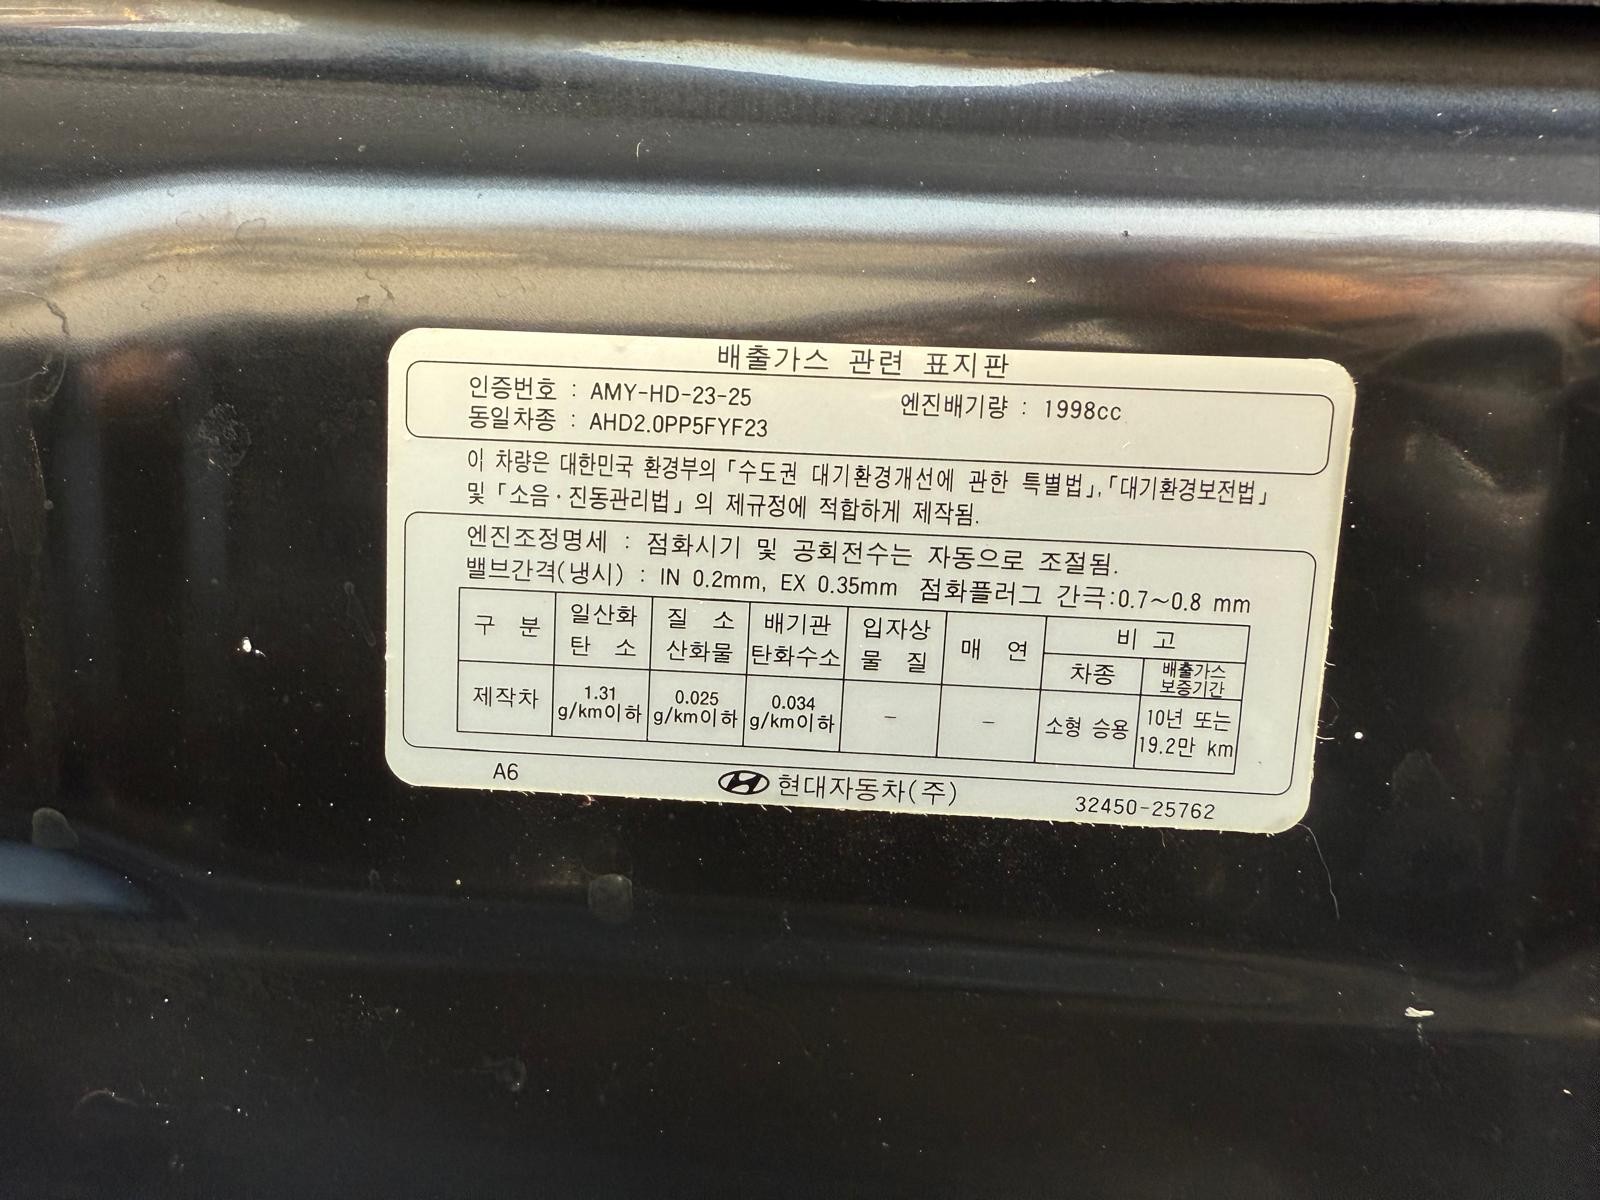 배출가스 관련 표지판
인증번호 : AMY-HD-23-25 엔진배기량 : 1998cc
동일차종 : AHD2.0PP5FYF23
이 차량은 대한민국 환경부의 「수도권 대기환경개선에 관한 특별법」,「대기환경보전법」
및 「소음·진동관리법」의 제규정에 적합하게 제작됨.
엔진조정명세 : 점화시기 및 공회전수는 자동으로 조절됨.
밸브간격(냉시) : IN 0.2mm, EX 0.35mm 점화플러그 간극:0.7~0.8 mm
구 분 일산화 탄 소 질 소 산화물 배기관 탄화수소 입자상 물 질 매 연 비 고
차종 배출가스 보증기간
제작차 1.31 g/km이하 0.025 g/km이하 0.034 g/km이하 – – 소형 승용 10년 또는 19.2만 km
A6 현대자동차(주) 32450-25762